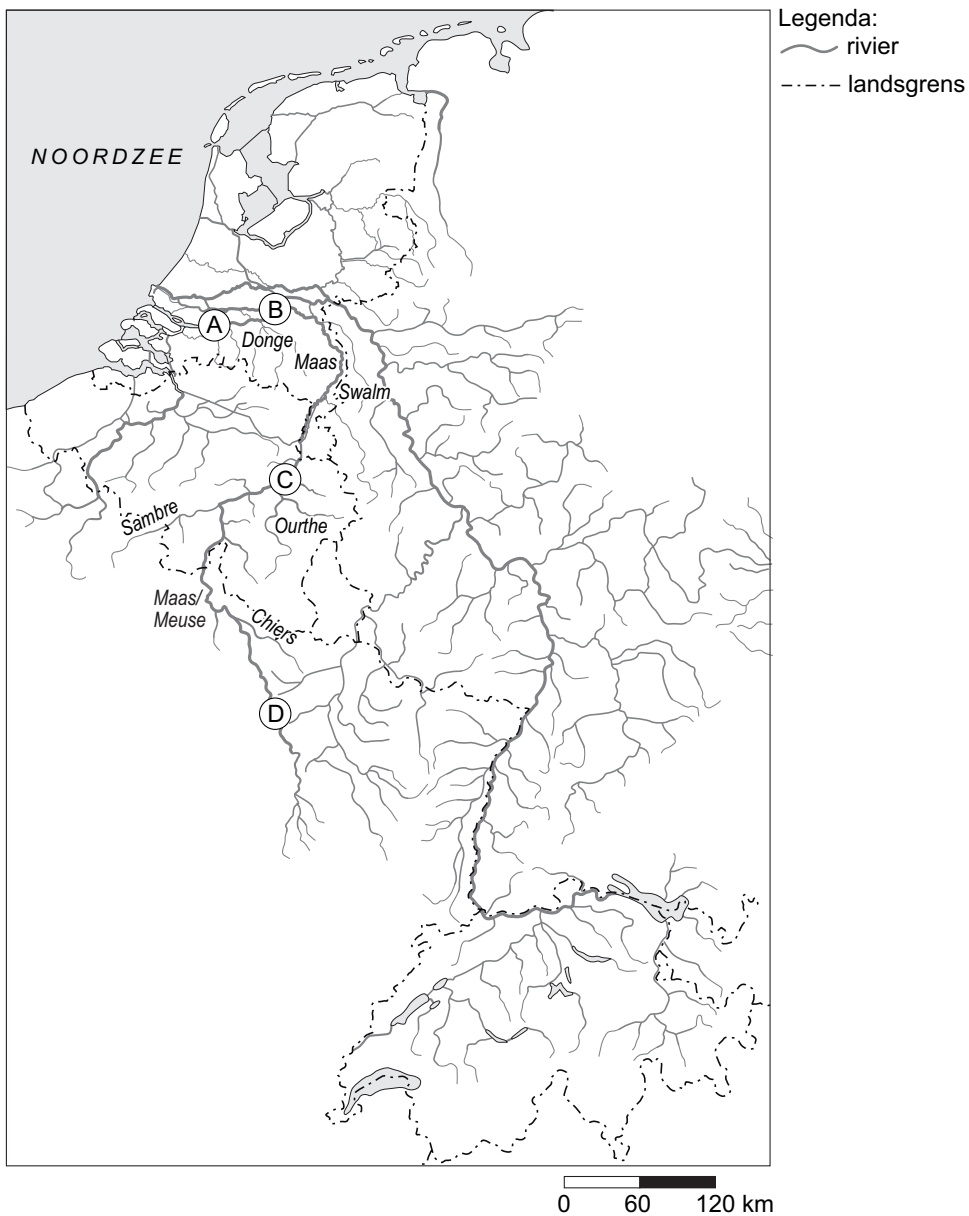 Legenda:
rivier
landsgrens
NOORDZEE
A
B
Donge
Maas
Swalm
C
Sambre
Ourthe
Maas/
Meuse
Chiers
D
0 60 120 km